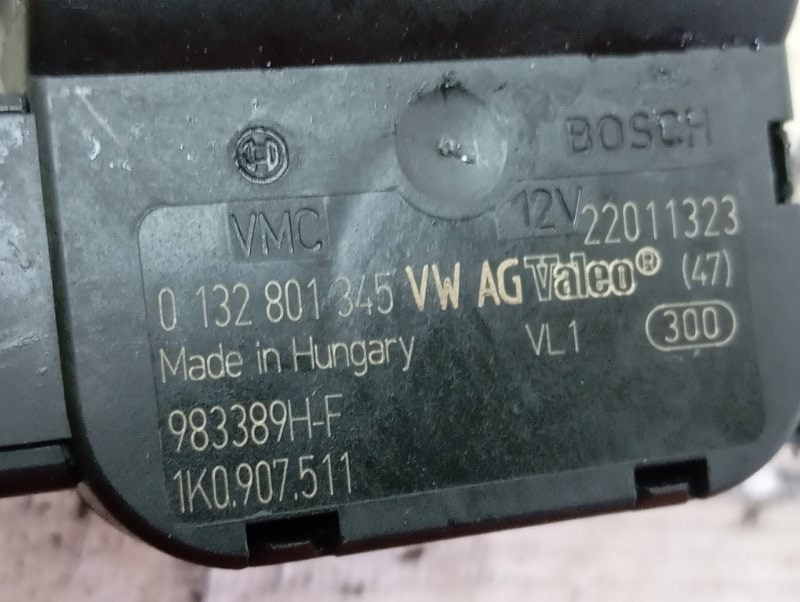 BOSCH
VMC 12V 22011323
0 132 801 345 VW AG Valeo® (47)
Made in Hungary VL1 300
983389H-F
1K0.907.511